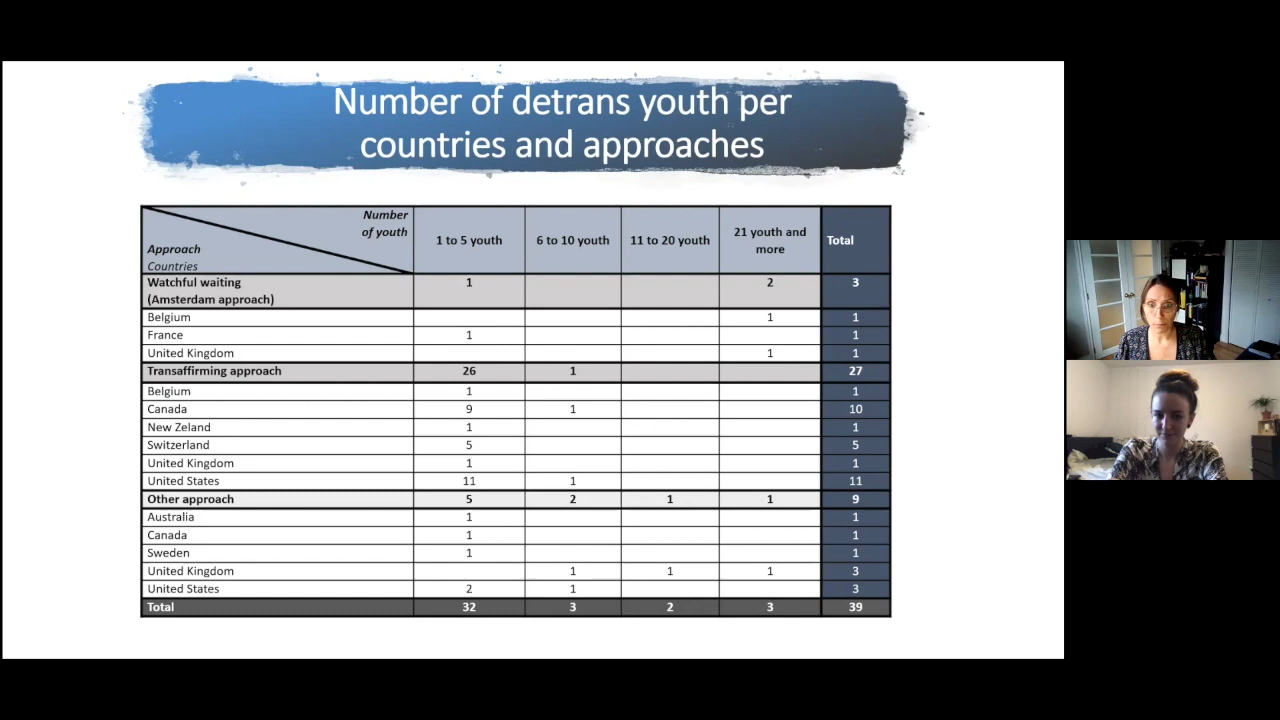 Number of detrans youth per
countries and approaches
Number
of youth
Approach
Countries
1 to 5 youth
6 to 10 youth
11 to 20 youth
21 youth and
more
Total
Watchful waiting
(Amsterdam approach)
1 2 3
Belgium 1 1
France 1 1
United Kingdom 1 1
Transaffirming approach 26 1 27
Belgium 1 1
Canada 9 1 10
New Zeland 1 1
Switzerland 5 5
United Kingdom 1 1
United States 11 1 11
Other approach 5 2 1 1 9
Australia 1 1
Canada 1 1
Sweden 1 1
United Kingdom 1 1 1 3
United States 2 1 3
Total 32 3 2 3 39